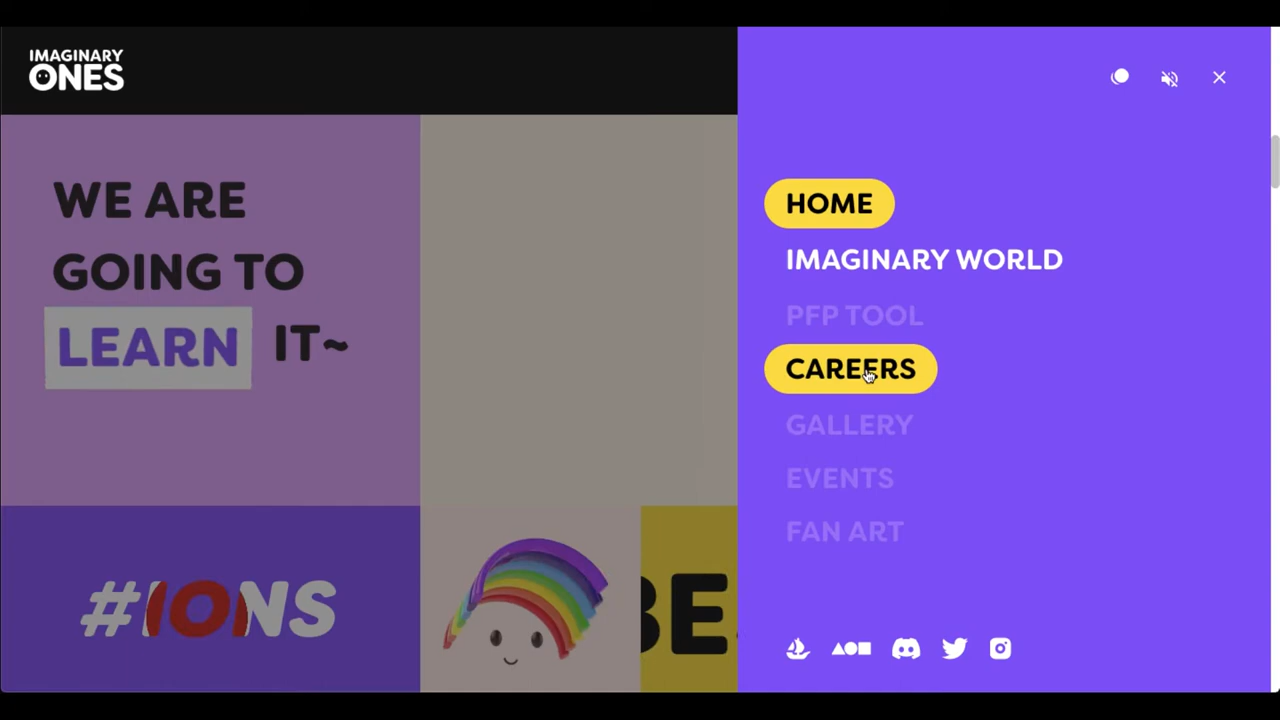 IMAGINARY
ONES
WE ARE
GOING TO
LEARN IT~
#IONS
BE
HOME
IMAGINARY WORLD
PFP TOOL
CAREERS
GALLERY
EVENTS
FAN ART